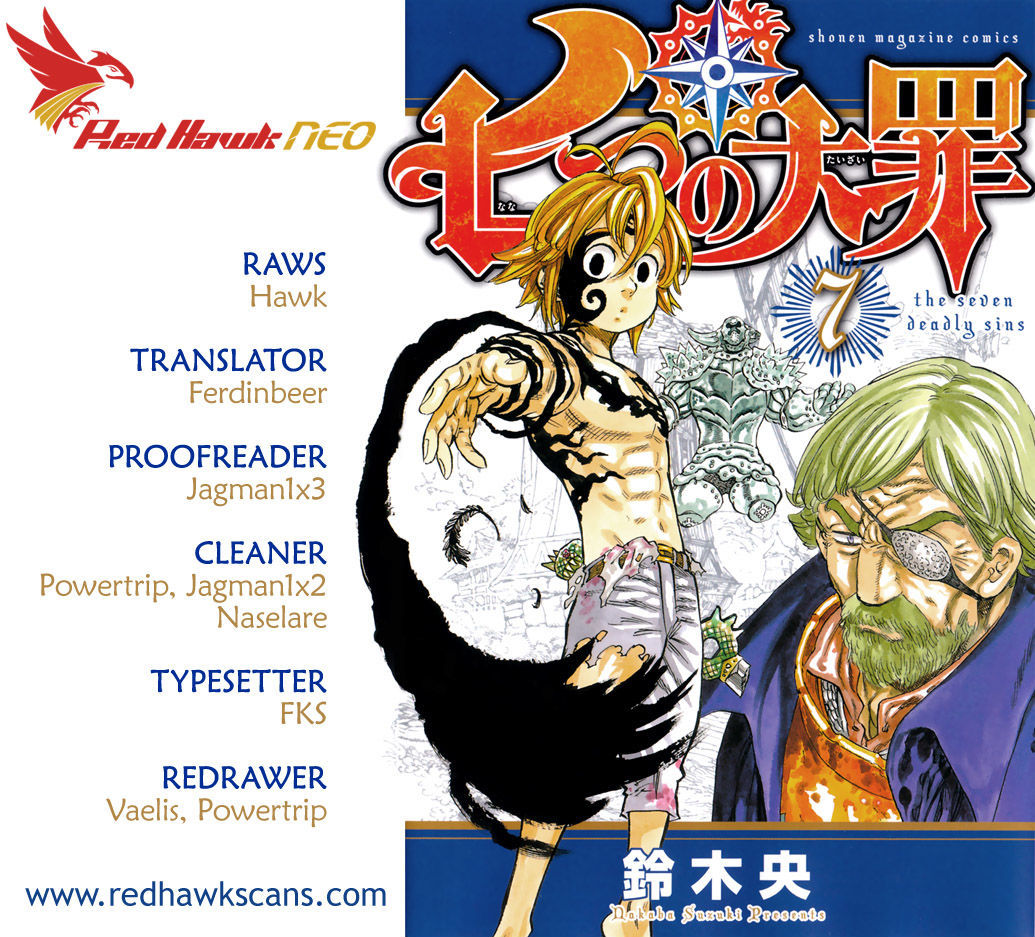 Red Hawk NEO
RAWS
Hawk
TRANSLATOR
Ferdinbeer
PROOFREADER
Jagman1x3
CLEANER
Powertrip, Jagman1x2
Naselare
TYPESETTER
FKS
REDRAWER
Vaelis, Powertrip
www.redhawkscans.com
shonen magazine comics
七つの大罪
なな
たいざい
7
the seven
deadly sins
鈴木央
Nakaba Suzuki Presents